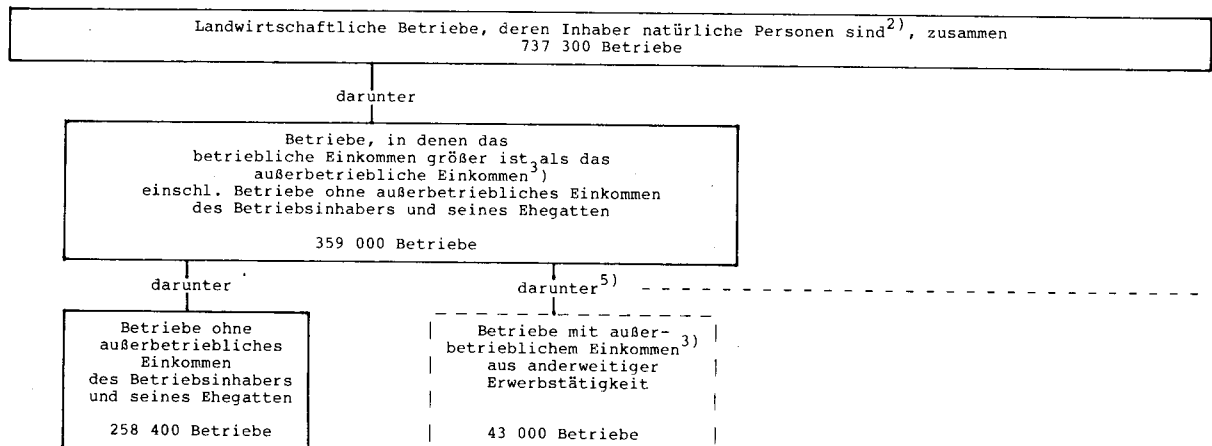 Landwirtschaftliche Betriebe, deren Inhaber natürliche Personen sind2), zusammen
737 300 Betriebe
darunter
Betriebe, in denen das
betriebliche Einkommen größer ist als das
außerbetriebliche Einkommen3)
einschl. Betriebe ohne außerbetriebliches Einkommen
des Betriebsinhabers und seines Ehegatten
359 000 Betriebe
darunter
darunter5)
Betriebe ohne
außerbetriebliches
Einkommen
des Betriebsinhabers
und seines Ehegatten
258 400 Betriebe
Betriebe mit außer-
betrieblichem Einkommen3)
aus anderweitiger
Erwerbstätigkeit
43 000 Betriebe